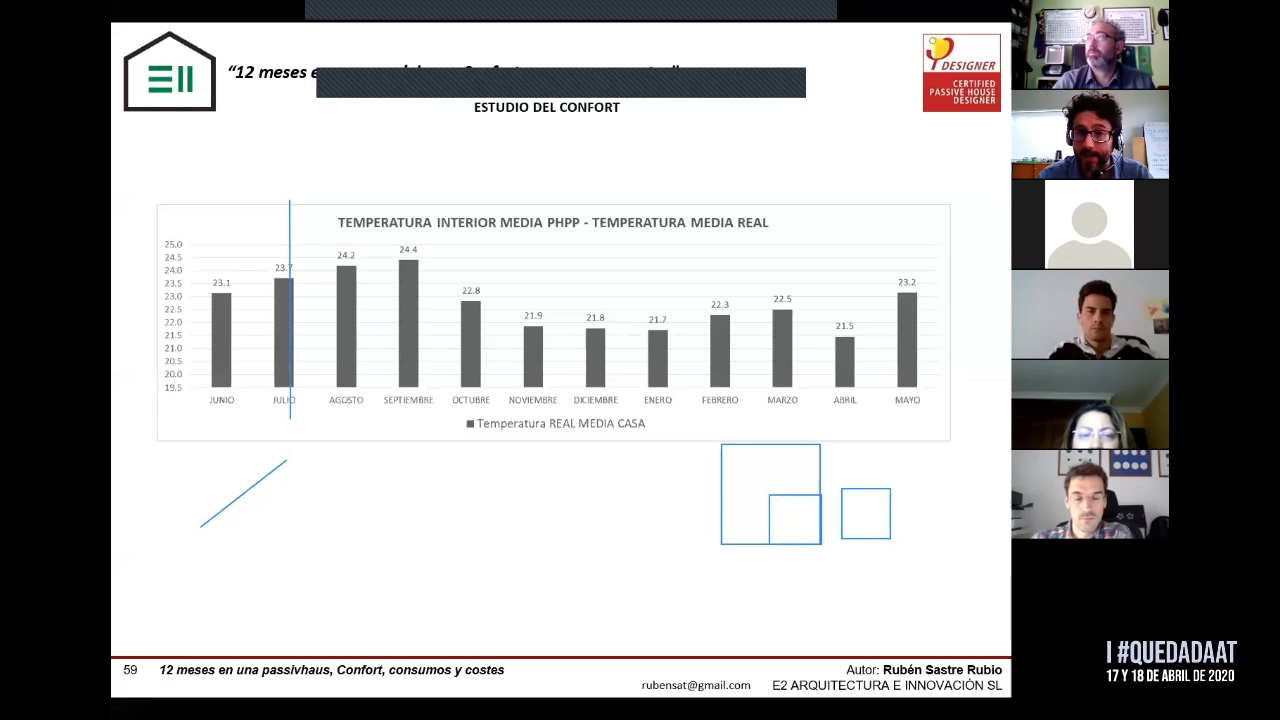 “12 meses
ESTUDIO DEL CONFORT
DESIGNER
CERTIFIED
PASSIVE HOUSE
DESIGNER
TEMPERATURA INTERIOR MEDIA PHPP - TEMPERATURA MEDIA REAL
25.0
24.5
24.0
23.5
23.0
22.5
22.0
21.5
21.0
20.5
20.0
19.5
23.1
23.7
24.2
24.4
22.8
21.9
21.8
21.7
22.3
22.5
21.5
23.2
JUNIO JULIO AGOSTO SEPTIEMBRE OCTUBRE NOVIEMBRE DICIEMBRE ENERO FEBRERO MARZO ABRIL MAYO
Temperatura REAL MEDIA CASA
59 12 meses en una passivhaus, Confort, consumos y costes
Autor: Rubén Sastre Rubio
rubensat@gmail.com E2 ARQUITECTURA E INNOVACIÓN SL
I #QUEDADAAT
17 Y 18 DE ABRIL DE 2020